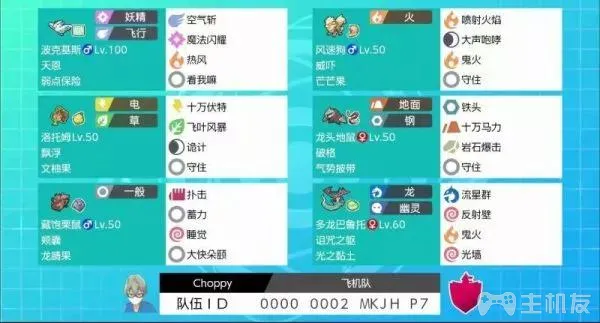 妖精
飞行
波克基斯♂Lv.100
天恩
弱点保险
空气斩
魔法闪耀
热风
看我嘛
火
风速狗♂Lv.50
威吓
芒芒果
喷射火焰
大声咆哮
鬼火
守住
电
草
洛托姆Lv.50
飘浮
文柚果
十万伏特
飞叶风暴
诡计
守住
地面
钢
龙头地鼠♀Lv.50
破格
气势披带
铁头
十万马力
岩石爆击
守住
一般
藏饱栗鼠♂Lv.50
颊囊
龙睛果
扑击
蓄力
睡觉
大快朵颐
龙
幽灵
多龙巴鲁托♀Lv.60
诅咒之躯
光之黏土
流星群
反射壁
鬼火
光墙
Choppy
飞机队
队伍ID 0000 0002 MKJH P7
主机友